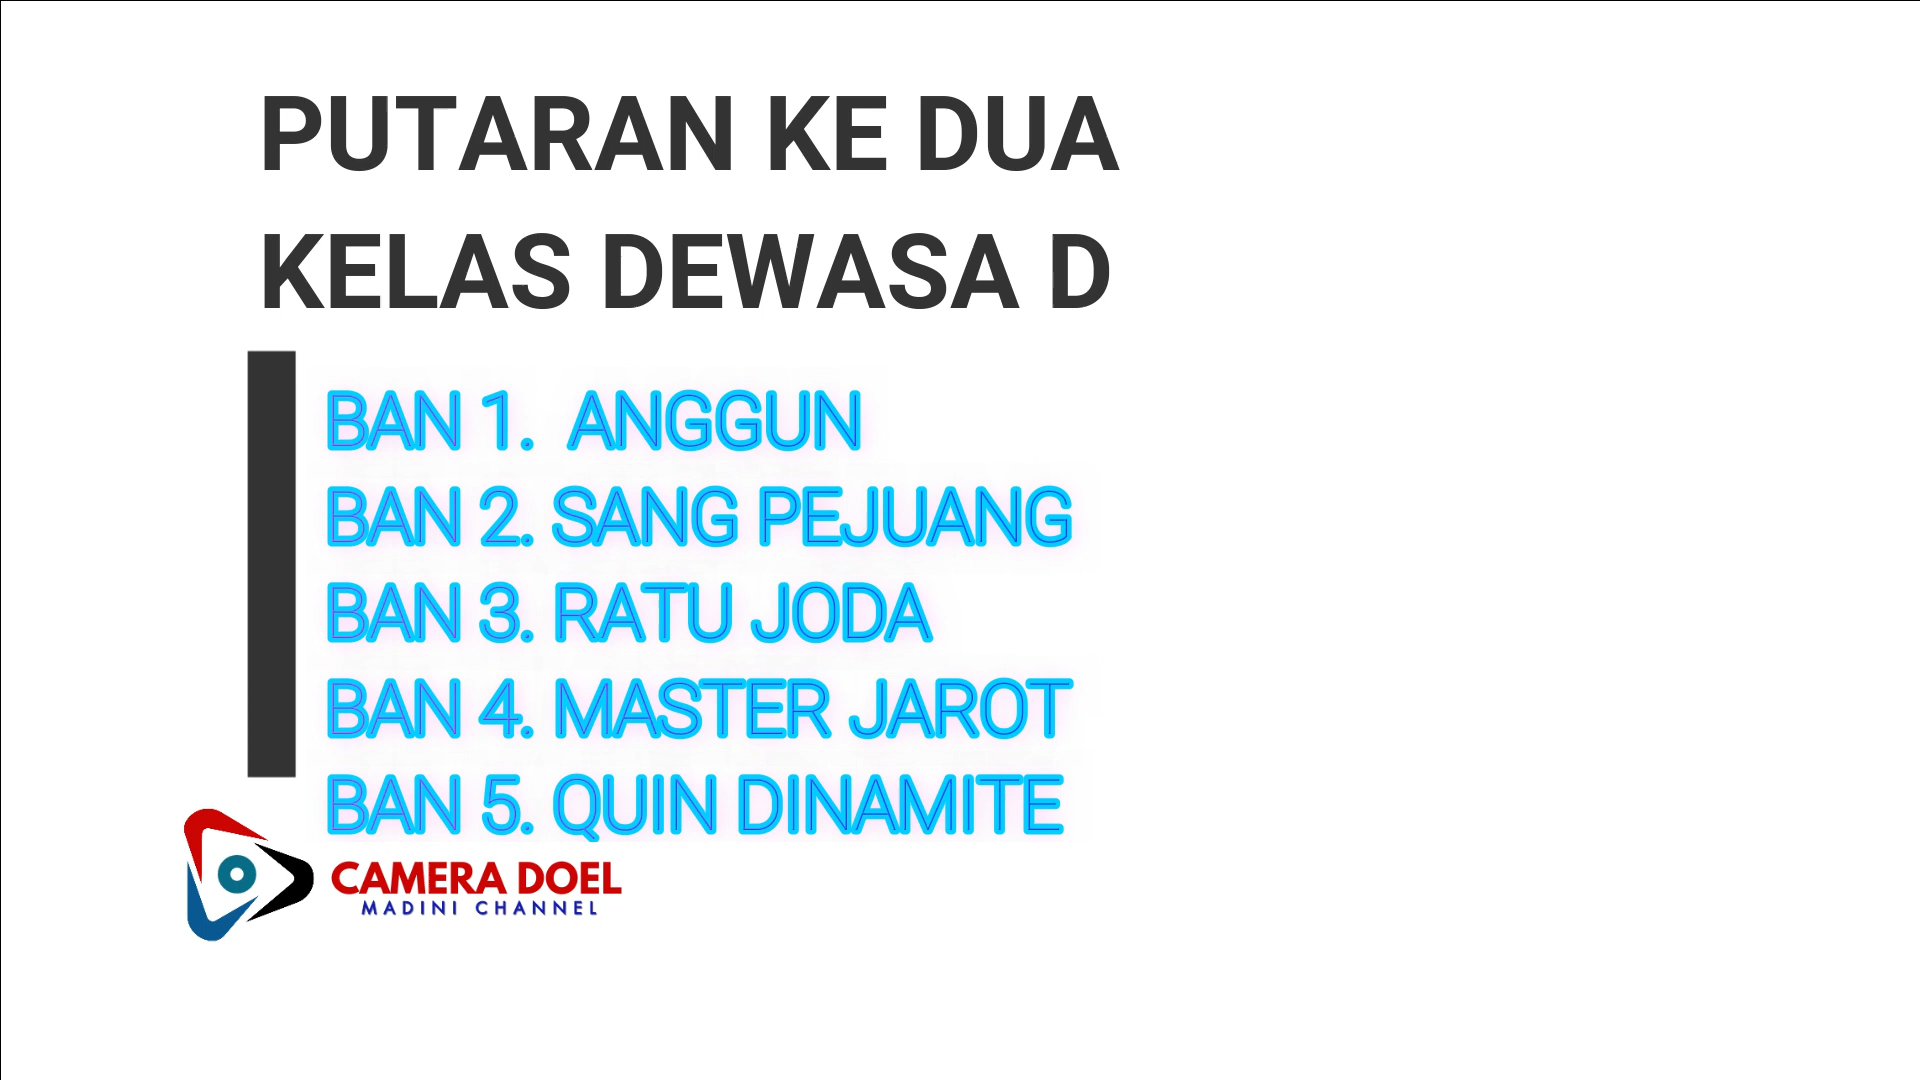 PUTARAN KE DUA
KELAS DEWASA D
BAN 1. ANGGUN
BAN 2. SANG PEJUANG
BAN 3. RATU JODA
BAN 4. MASTER JAROT
BAN 5. QUIN DINAMITE
CAMERA DOEL
MADINI CHANNEL